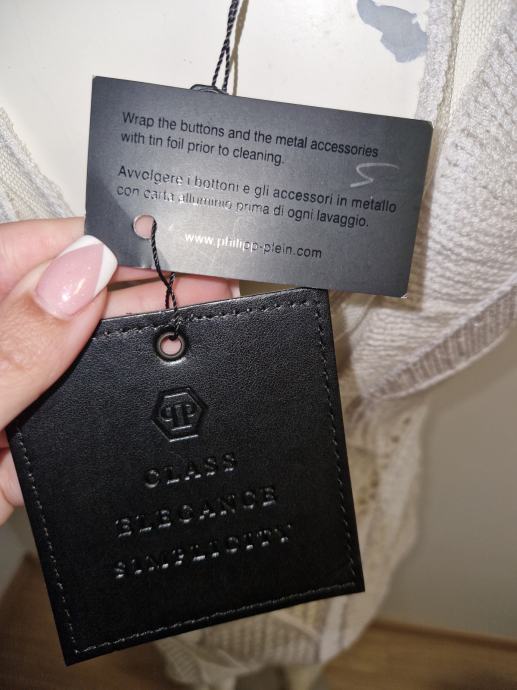 Wrap the buttons and the metal accessories
with tin foil prior to cleaning.
Avvolgere i bottoni e gli accessori in metallo
con carta alluminio prima di ogni lavaggio.
www.philipp-plein.com
S
PP
CLASS
ELEGANCE
SIMPLICITY